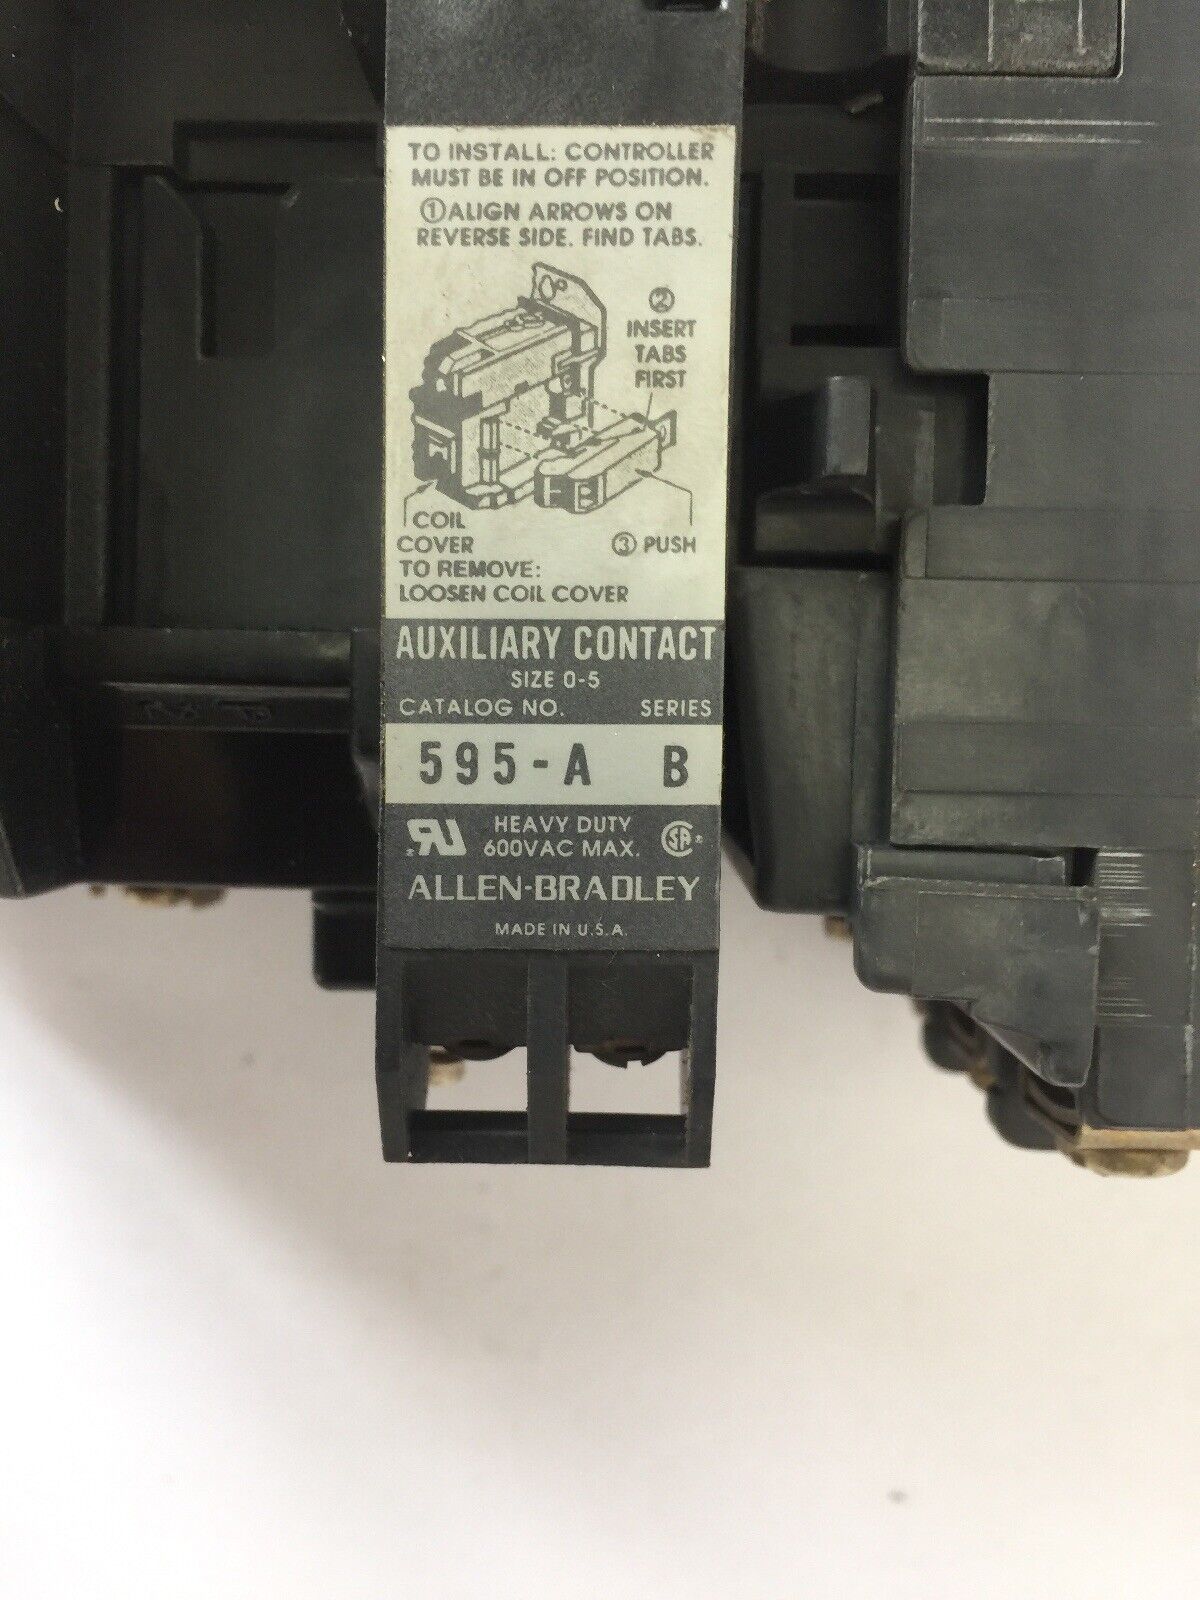 TO INSTALL: CONTROLLER
MUST BE IN OFF POSITION.
① ALIGN ARROWS ON
REVERSE SIDE. FIND TABS.
②
INSERT
TABS
FIRST
COIL
COVER
③ PUSH
TO REMOVE:
LOOSEN COIL COVER
AUXILIARY CONTACT
SIZE 0-5
CATALOG NO. SERIES
595-A B
HEAVY DUTY
600VAC MAX.
ALLEN-BRADLEY
MADE IN U.S.A.